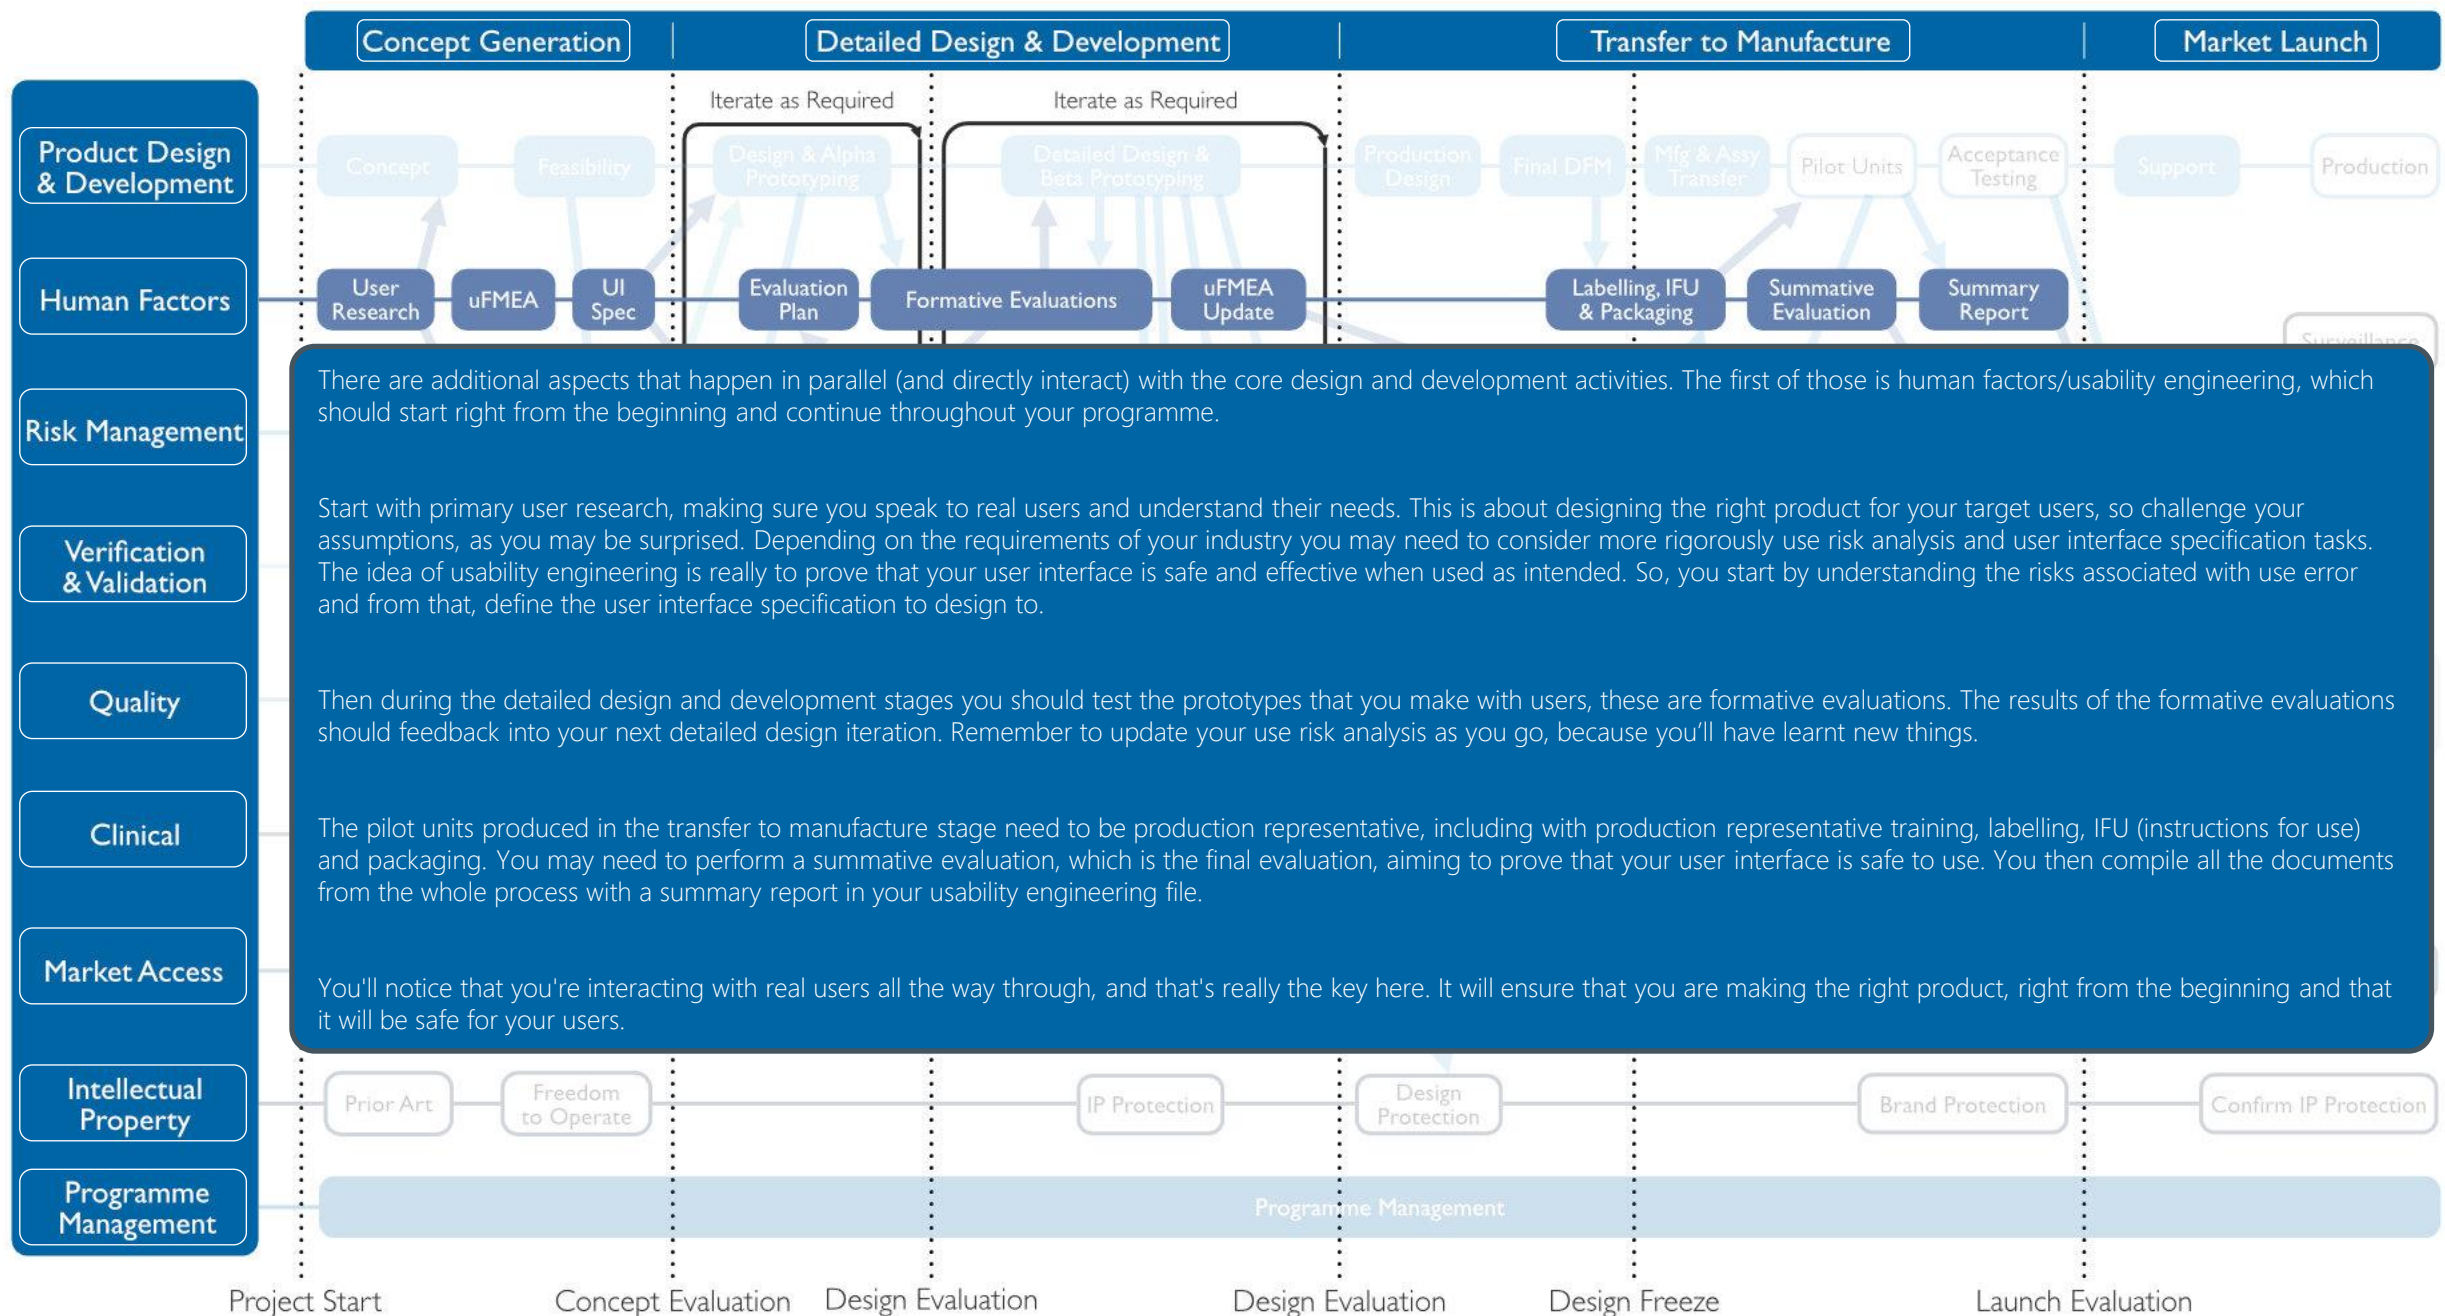 Concept Generation
Detailed Design & Development
Transfer to Manufacture
Market Launch
Iterate as Required
Iterate as Required
Product Design
& Development
Concept
Feasibility
Design & Alpha
Prototyping
Detailed Design &
Beta Prototyping
Production
Design
Final DFM
Mfg & Assy
Transfer
Pilot Units
Acceptance
Testing
Support
Production
Human Factors
User
Research
uFMEA
UI
Spec
Evaluation
Plan
Formative Evaluations
uFMEA
Update
Labelling, IFU
& Packaging
Summative
Evaluation
Summary
Report
Surveillance
Risk Management
Verification
& Validation
Quality
Clinical
Market Access
There are additional aspects that happen in parallel (and directly interact) with the core design and development activities. The first of those is human factors/usability engineering, which
should start right from the beginning and continue throughout your programme.
Start with primary user research, making sure you speak to real users and understand their needs. This is about designing the right product for your target users, so challenge your
assumptions, as you may be surprised. Depending on the requirements of your industry you may need to consider more rigorously use risk analysis and user interface specification tasks.
The idea of usability engineering is really to prove that your user interface is safe and effective when used as intended. So, you start by understanding the risks associated with use error
and from that, define the user interface specification to design to.
Then during the detailed design and development stages you should test the prototypes that you make with users, these are formative evaluations. The results of the formative evaluations
should feedback into your next detailed design iteration. Remember to update your use risk analysis as you go, because you’ll have learnt new things.
The pilot units produced in the transfer to manufacture stage need to be production representative, including with production representative training, labelling, IFU (instructions for use)
and packaging. You may need to perform a summative evaluation, which is the final evaluation, aiming to prove that your user interface is safe to use. You then compile all the documents
from the whole process with a summary report in your usability engineering file.
You'll notice that you're interacting with real users all the way through, and that's really the key here. It will ensure that you are making the right product, right from the beginning and that
it will be safe for your users.
Intellectual
Property
Prior Art
Freedom
to Operate
IP Protection
Design
Protection
Brand Protection
Confirm IP Protection
Programme
Management
Programme Management
Project Start
Concept Evaluation
Design Evaluation
Design Evaluation
Design Freeze
Launch Evaluation